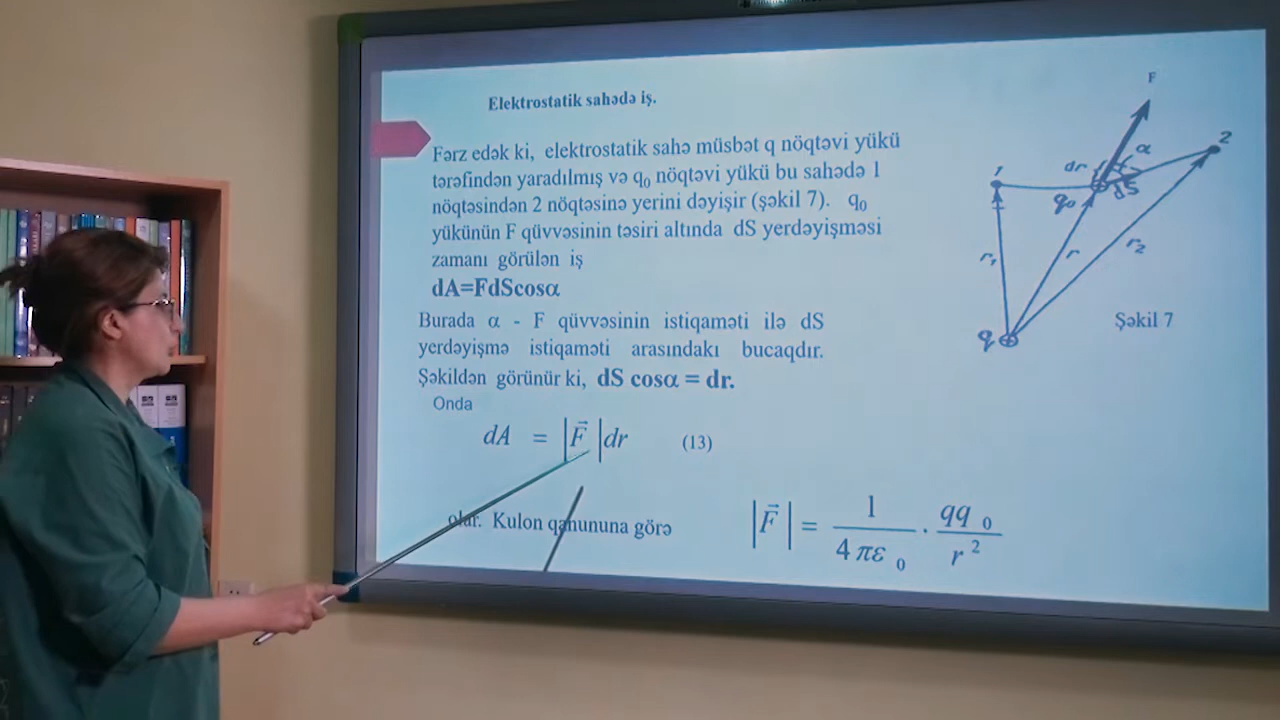 Elektrostatik sahədə iş.
Fərz edək ki, elektrostatik sahə müsbət q nöqtəvi yükü
tərəfindən yaradılmış və q₀ nöqtəvi yükü bu sahədə 1
nöqtəsindən 2 nöqtəsinə yerini dəyişir (şəkil 7). q₀
yükünün F qüvvəsinin təsiri altında dS yerdəyişməsi
zamanı görülən iş
dA=FdScosα
Burada α - F qüvvəsinin istiqaməti ilə dS
yerdəyişmə istiqaməti arasındakı bucaqdır.
Şəkildən görünür ki, dS cosα = dr.
Onda
dA = |F⃗|dr (13)
olar. Kulon qanununa görə
|F⃗| = 1/(4πε₀) · qq₀/r²
F
1
dr
α
2
q₀
dS
r₁
r
r₂
q
Şəkil 7